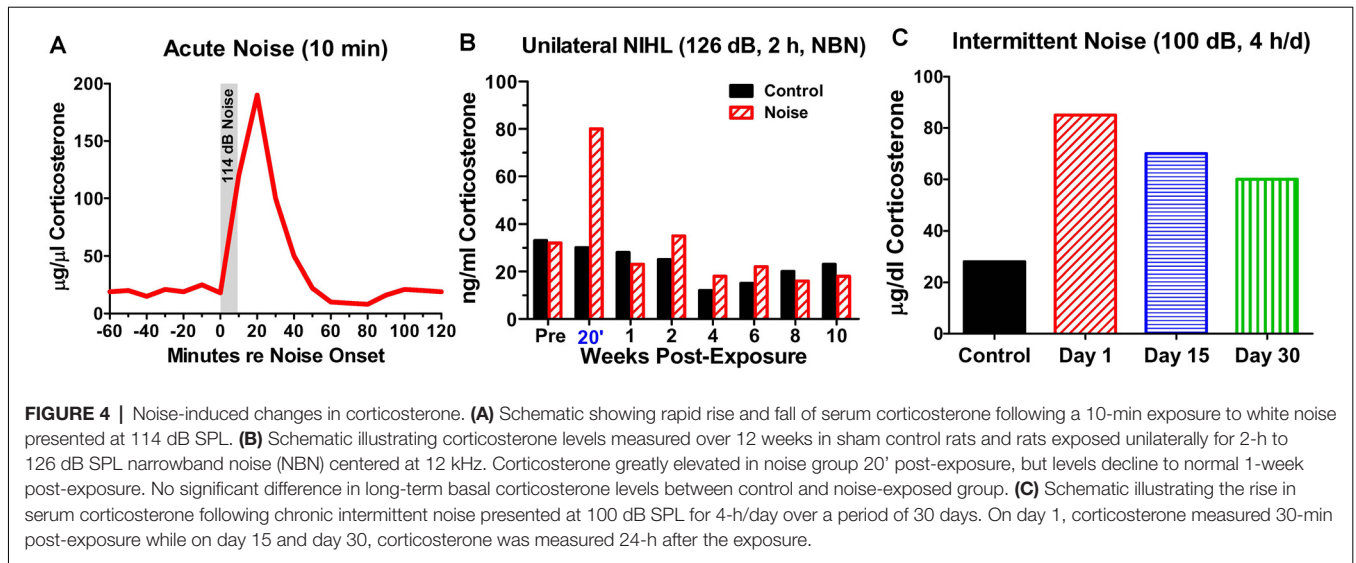 A
Acute Noise (10 min)
200
150
100
50
0
µg/µl Corticosterone
114 dB Noise
-60 -40 -20 0 20 40 60 80 100 120
Minutes re Noise Onset
B
Unilateral NIHL (126 dB, 2 h, NBN)
100
80
60
40
20
0
ng/ml Corticosterone
Control
Noise
Pre 20' 1 2 4 6 8 10
Weeks Post-Exposure
C
Intermittent Noise (100 dB, 4 h/d)
100
80
60
40
20
0
µg/dl Corticosterone
Control Day 1 Day 15 Day 30
FIGURE 4 | Noise-induced changes in corticosterone. (A) Schematic showing rapid rise and fall of serum corticosterone following a 10-min exposure to white noise
presented at 114 dB SPL. (B) Schematic illustrating corticosterone levels measured over 12 weeks in sham control rats and rats exposed unilaterally for 2-h to
126 dB SPL narrowband noise (NBN) centered at 12 kHz. Corticosterone greatly elevated in noise group 20' post-exposure, but levels decline to normal 1-week
post-exposure. No significant difference in long-term basal corticosterone levels between control and noise-exposed group. (C) Schematic illustrating the rise in
serum corticosterone following chronic intermittent noise presented at 100 dB SPL for 4-h/day over a period of 30 days. On day 1, corticosterone measured 30-min
post-exposure while on day 15 and day 30, corticosterone was measured 24-h after the exposure.